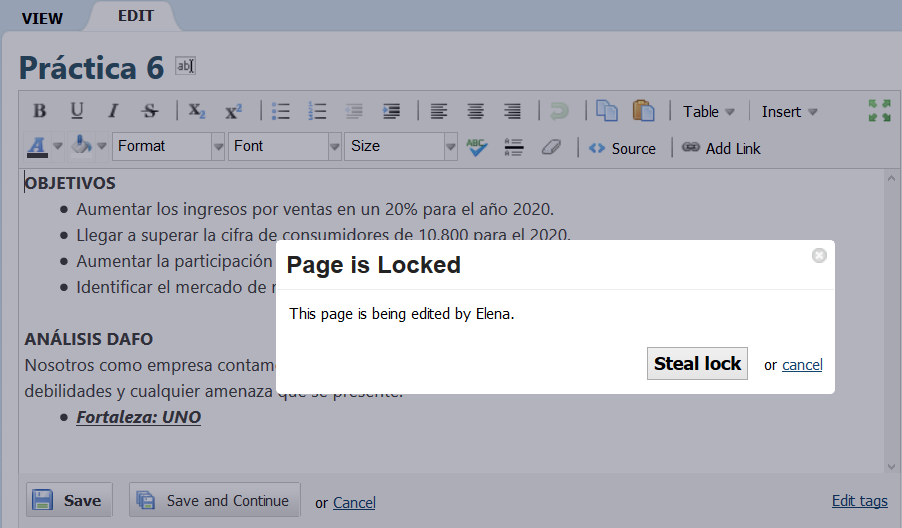 VIEW EDIT
Práctica 6 ab
B U I S X2 X2 Table Insert
A Format Font Size ABC Source Add Link
OBJETIVOS
Aumentar los ingresos por ventas en un 20% para el año 2020.
Llegar a superar la cifra de consumidores de 10.800 para el 2020.
Aumentar la participación
Identificar el mercado de
Page is Locked
This page is being edited by Elena.
Steal lock or cancel
ANÁLISIS DAFO
Nosotros como empresa
debilidades y cualquier amenaza que se presente.
Fortaleza: UNO
Save Save and Continue or Cancel Edit tags